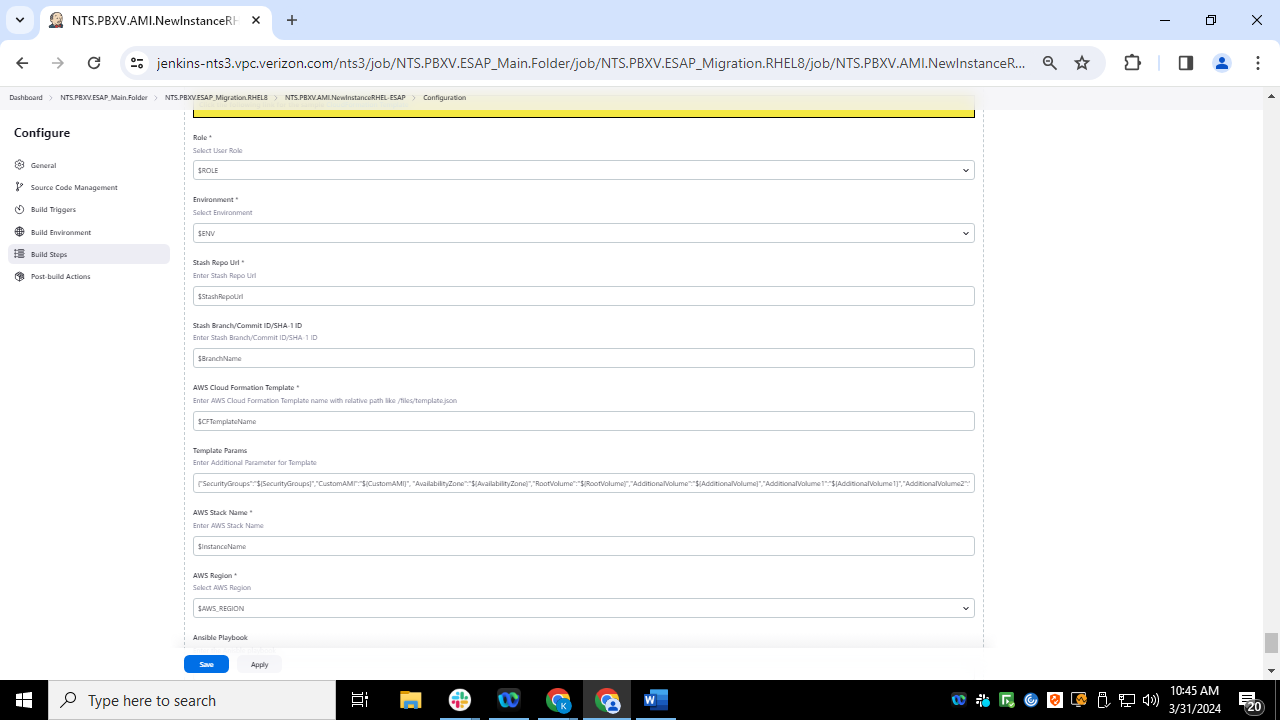 NTS.PBXV.AMI.NewInstanceRH
jenkins-nts3.vpc.verizon.com/nts3/job/NTS.PBXV.ESAP_Main.Folder/job/NTS.PBXV.ESAP_Migration.RHEL8/job/NTS.PBXV.AMI.NewInstanceR...
Dashboard > NTS.PBXV.ESAP_Main.Folder > NTS.PBXV.ESAP_Migration.RHEL8 > NTS.PBXV.AMI.NewInstanceRHEL-ESAP > Configuration
Configure
General
Source Code Management
Build Triggers
Build Environment
Build Steps
Post-build Actions
Role *
Select User Role
$ROLE
Environment *
Select Environment
$ENV
Stash Repo Url *
Enter Stash Repo Url
$StashRepoUrl
Stash Branch/Commit ID/SHA-1 ID
Enter Stash Branch/Commit ID/SHA-1 ID
$BranchName
AWS Cloud Formation Template *
Enter AWS Cloud Formation Template name with relative path like /files/template.json
$CFTemplateName
Template Params
Enter Additional Parameter for Template
{"SecurityGroups":"${SecurityGroups}","CustomAMI":"${CustomAMI}", "AvailabilityZone":"${AvailabilityZone}","RootVolume":"${RootVolume}","AdditionalVolume":"${AdditionalVolume}","AdditionalVolume1":"${AdditionalVolume1}","AdditionalVolume2":"
AWS Stack Name *
Enter AWS Stack Name
$InstanceName
AWS Region *
Select AWS Region
$AWS_REGION
Ansible Playbook
Save
Apply
Type here to search
10:45 AM
3/31/2024
20